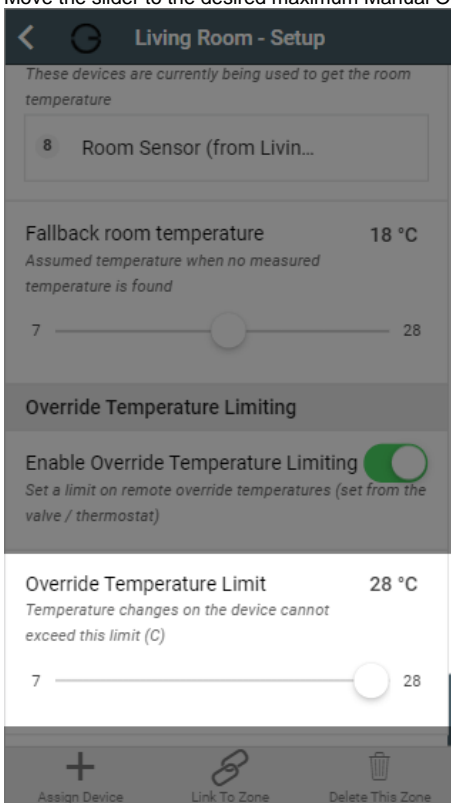 Move the slider to the desired maximum Manual O
Living Room - Setup
These devices are currently being used to get the room
temperature
8 Room Sensor (from Livin...
Fallback room temperature 18 °C
Assumed temperature when no measured
temperature is found
7 28
Override Temperature Limiting
Enable Override Temperature Limiting
Set a limit on remote override temperatures (set from the
valve / thermostat)
Override Temperature Limit 28 °C
Temperature changes on the device cannot
exceed this limit (C)
7 28
Assign Device Link To Zone Delete This Zone